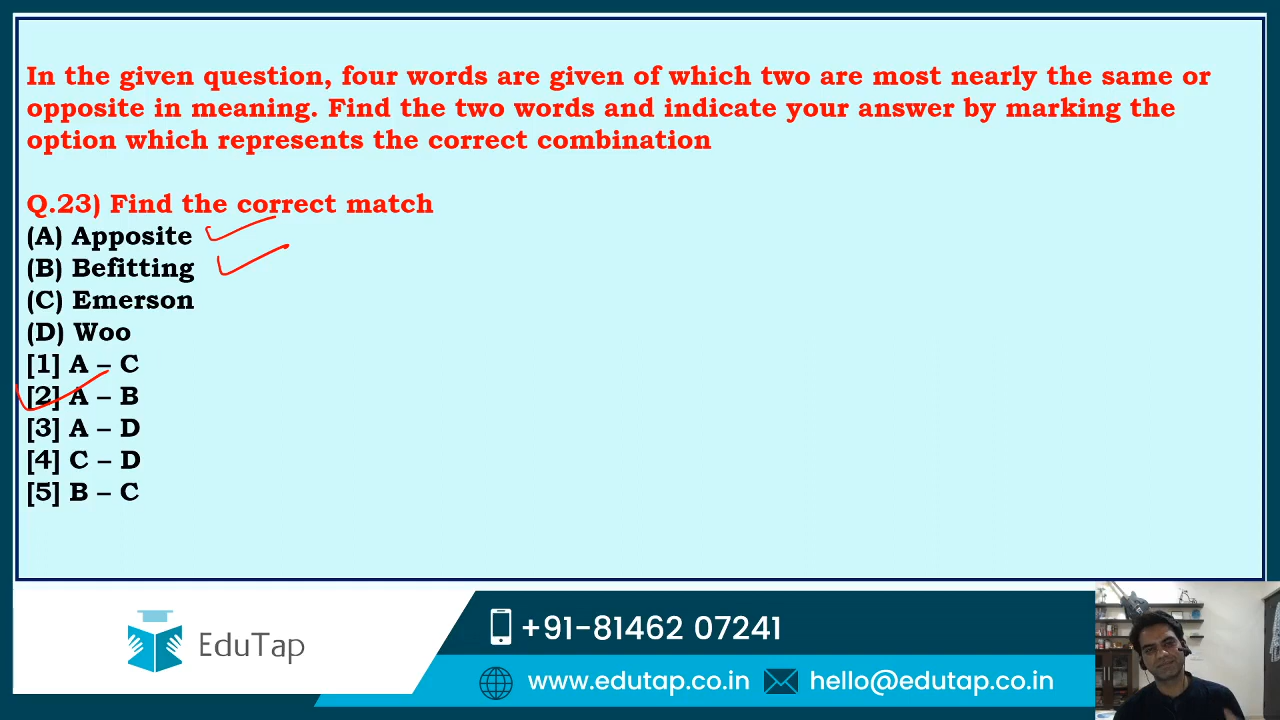 In the given question, four words are given of which two are most nearly the same or
opposite in meaning. Find the two words and indicate your answer by marking the
option which represents the correct combination
Q.23) Find the correct match
(A) Apposite
(B) Befitting
(C) Emerson
(D) Woo
[1] A – C
[2] A – B
[3] A – D
[4] C – D
[5] B – C
EduTap
+91-81462 07241
www.edutap.co.in
hello@edutap.co.in